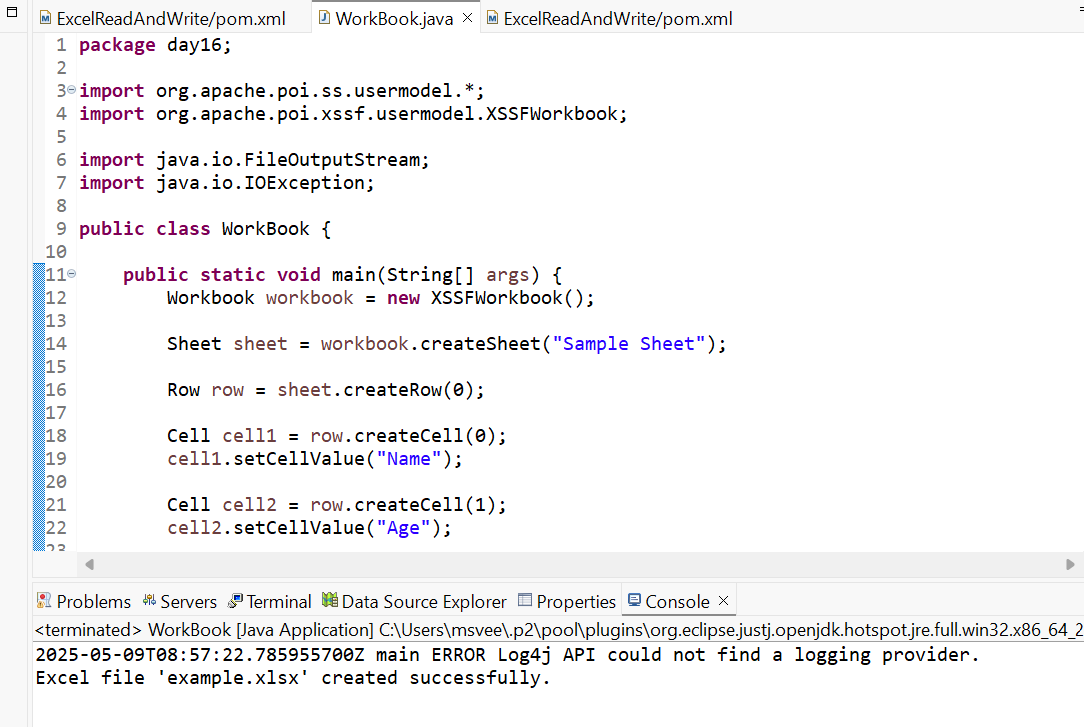 ExcelReadAndWrite/pom.xml WorkBook.java ExcelReadAndWrite/pom.xml
1 package day16;
2
3 import org.apache.poi.ss.usermodel.*;
4 import org.apache.poi.xssf.usermodel.XSSFWorkbook;
5
6 import java.io.FileOutputStream;
7 import java.io.IOException;
8
9 public class WorkBook {
10
11 public static void main(String[] args) {
12 Workbook workbook = new XSSFWorkbook();
13
14 Sheet sheet = workbook.createSheet("Sample Sheet");
15
16 Row row = sheet.createRow(0);
17
18 Cell cell1 = row.createCell(0);
19 cell1.setCellValue("Name");
20
21 Cell cell2 = row.createCell(1);
22 cell2.setCellValue("Age");
23
Problems Servers Terminal Data Source Explorer Properties Console
<terminated> WorkBook [Java Application] C:\Users\msvee\.p2\pool\plugins\org.eclipse.justj.openjdk.hotspot.jre.full.win32.x86_64_2
2025-05-09T08:57:22.785955700Z main ERROR Log4j API could not find a logging provider.
Excel file 'example.xlsx' created successfully.